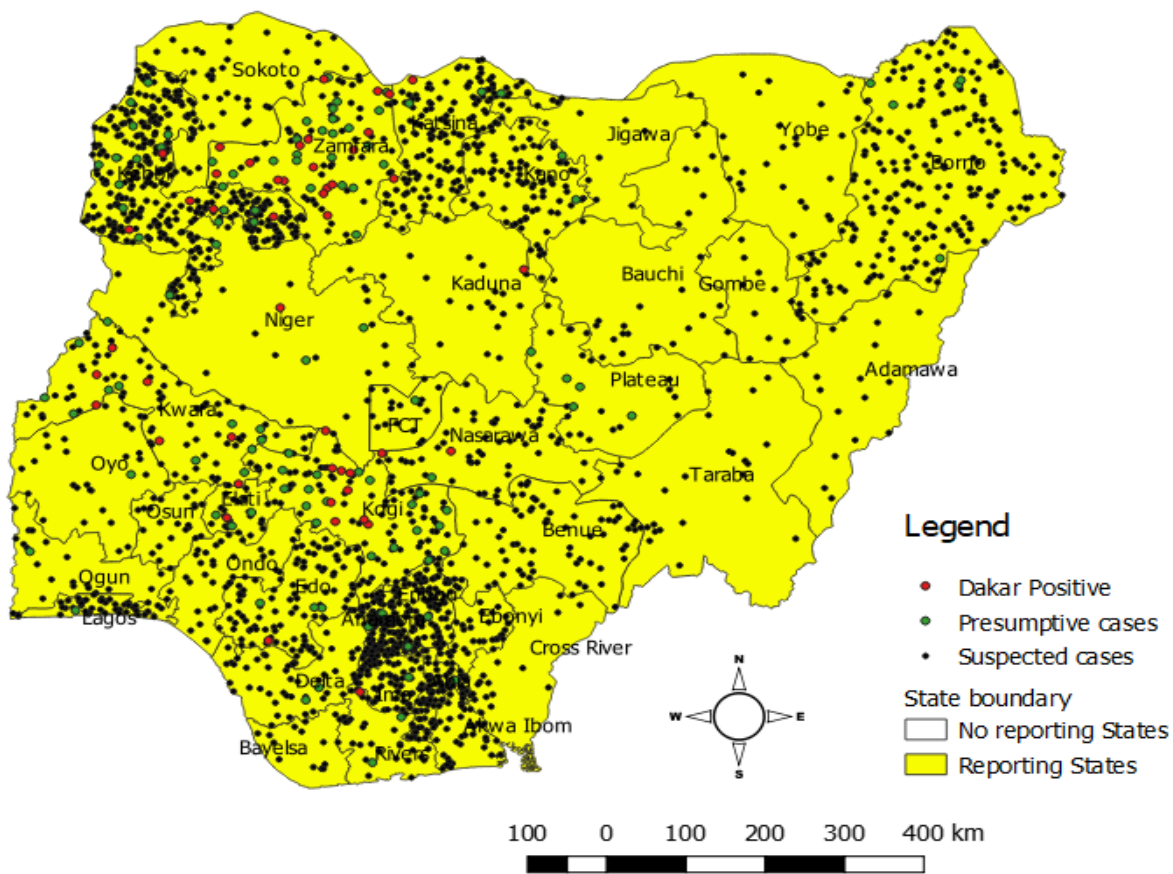 Sokoto
Katsina
Jigawa
Yobe
Zamfara
Borno
Kebbi
Kano
Kaduna
Bauchi
Gombe
Niger
Adamawa
Plateau
Kwara
FCT
Nasarawa
Oyo
Taraba
Ekiti
Osun
Kogi
Benue
Ondo
Ogun
Edo
Enugu
Lagos
Anambra
Ebonyi
Cross River
Delta
Imo
Abia
Akwa Ibom
Bayelsa
Rivers
N
W
E
S
Legend
Dakar Positive
Presumptive cases
Suspected cases
State boundary
No reporting States
Reporting States
100 0 100 200 300 400 km